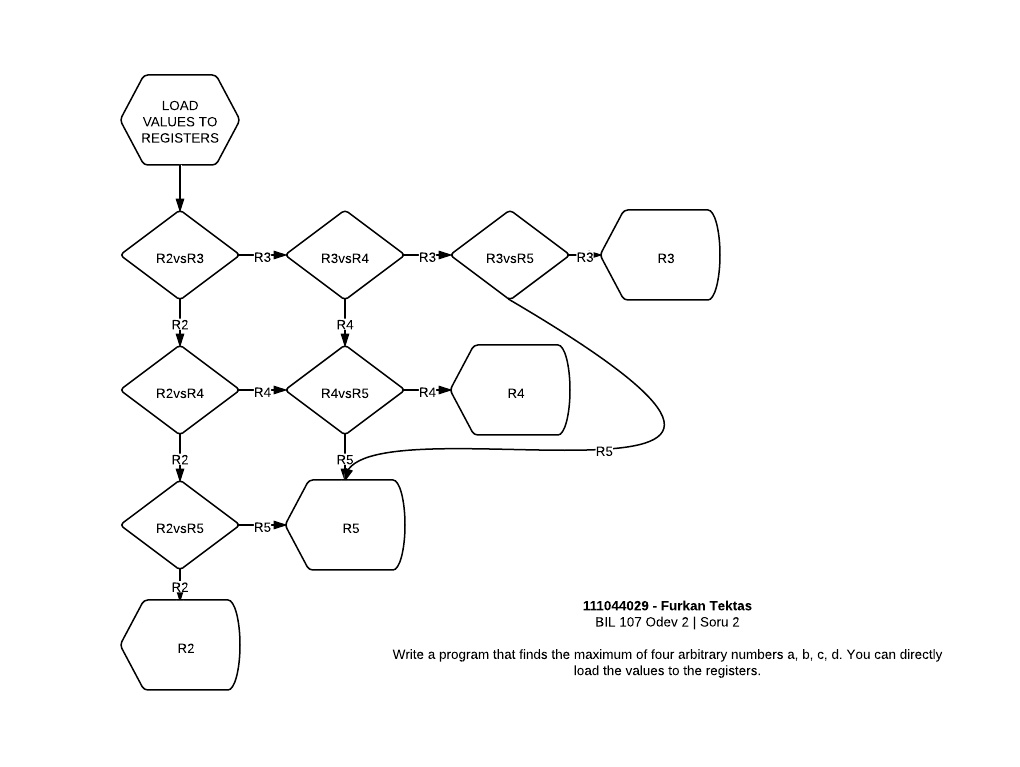 LOAD
VALUES TO
REGISTERS
R2vsR3
R3
R3vsR4
R3
R3vsR5
R3
R3
R2
R4
R2vsR4
R4
R4vsR5
R4
R4
R2
R5
R5
R2vsR5
R5
R5
R2
R2
111044029 - Furkan Tektas
BIL 107 Odev 2 | Soru 2
Write a program that finds the maximum of four arbitrary numbers a, b, c, d. You can directly
load the values to the registers.